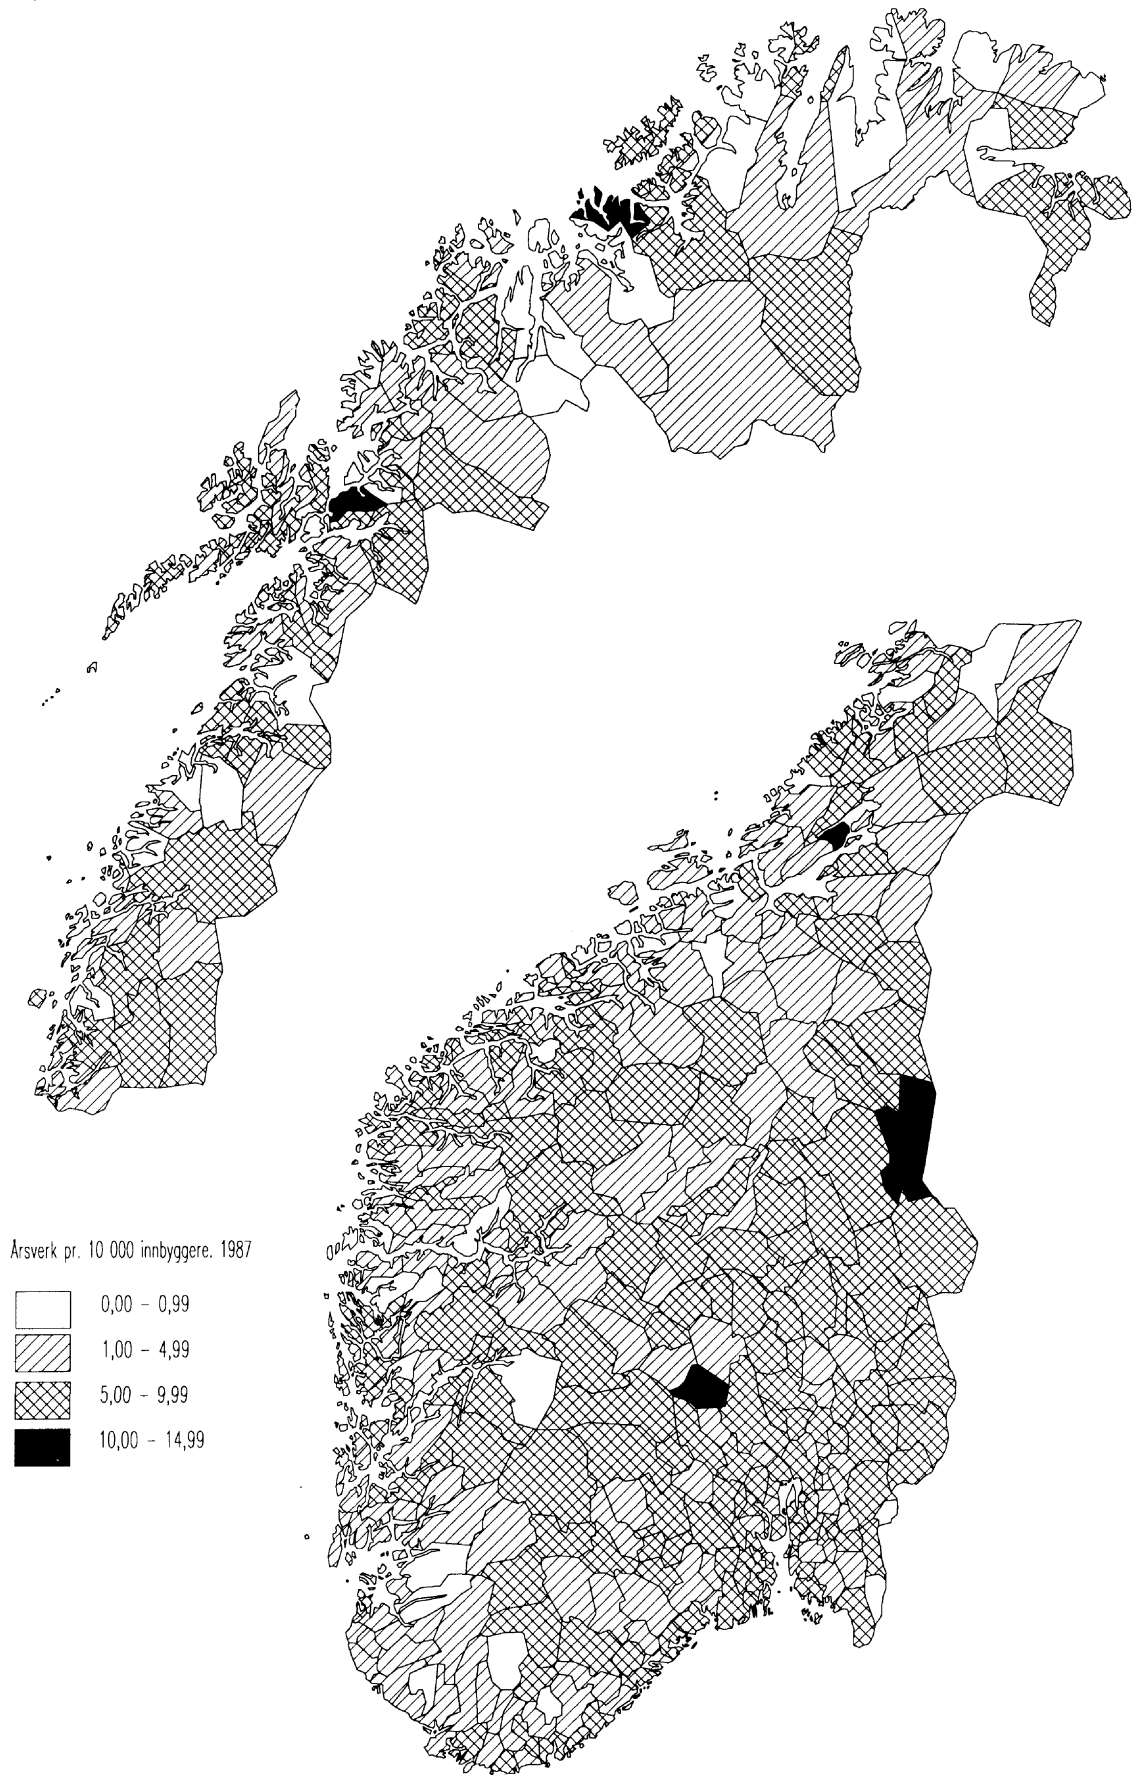 Årsverk pr. 10 000 innbyggere. 1987
0,00 - 0,99
1,00 - 4,99
5,00 - 9,99
10,00 - 14,99